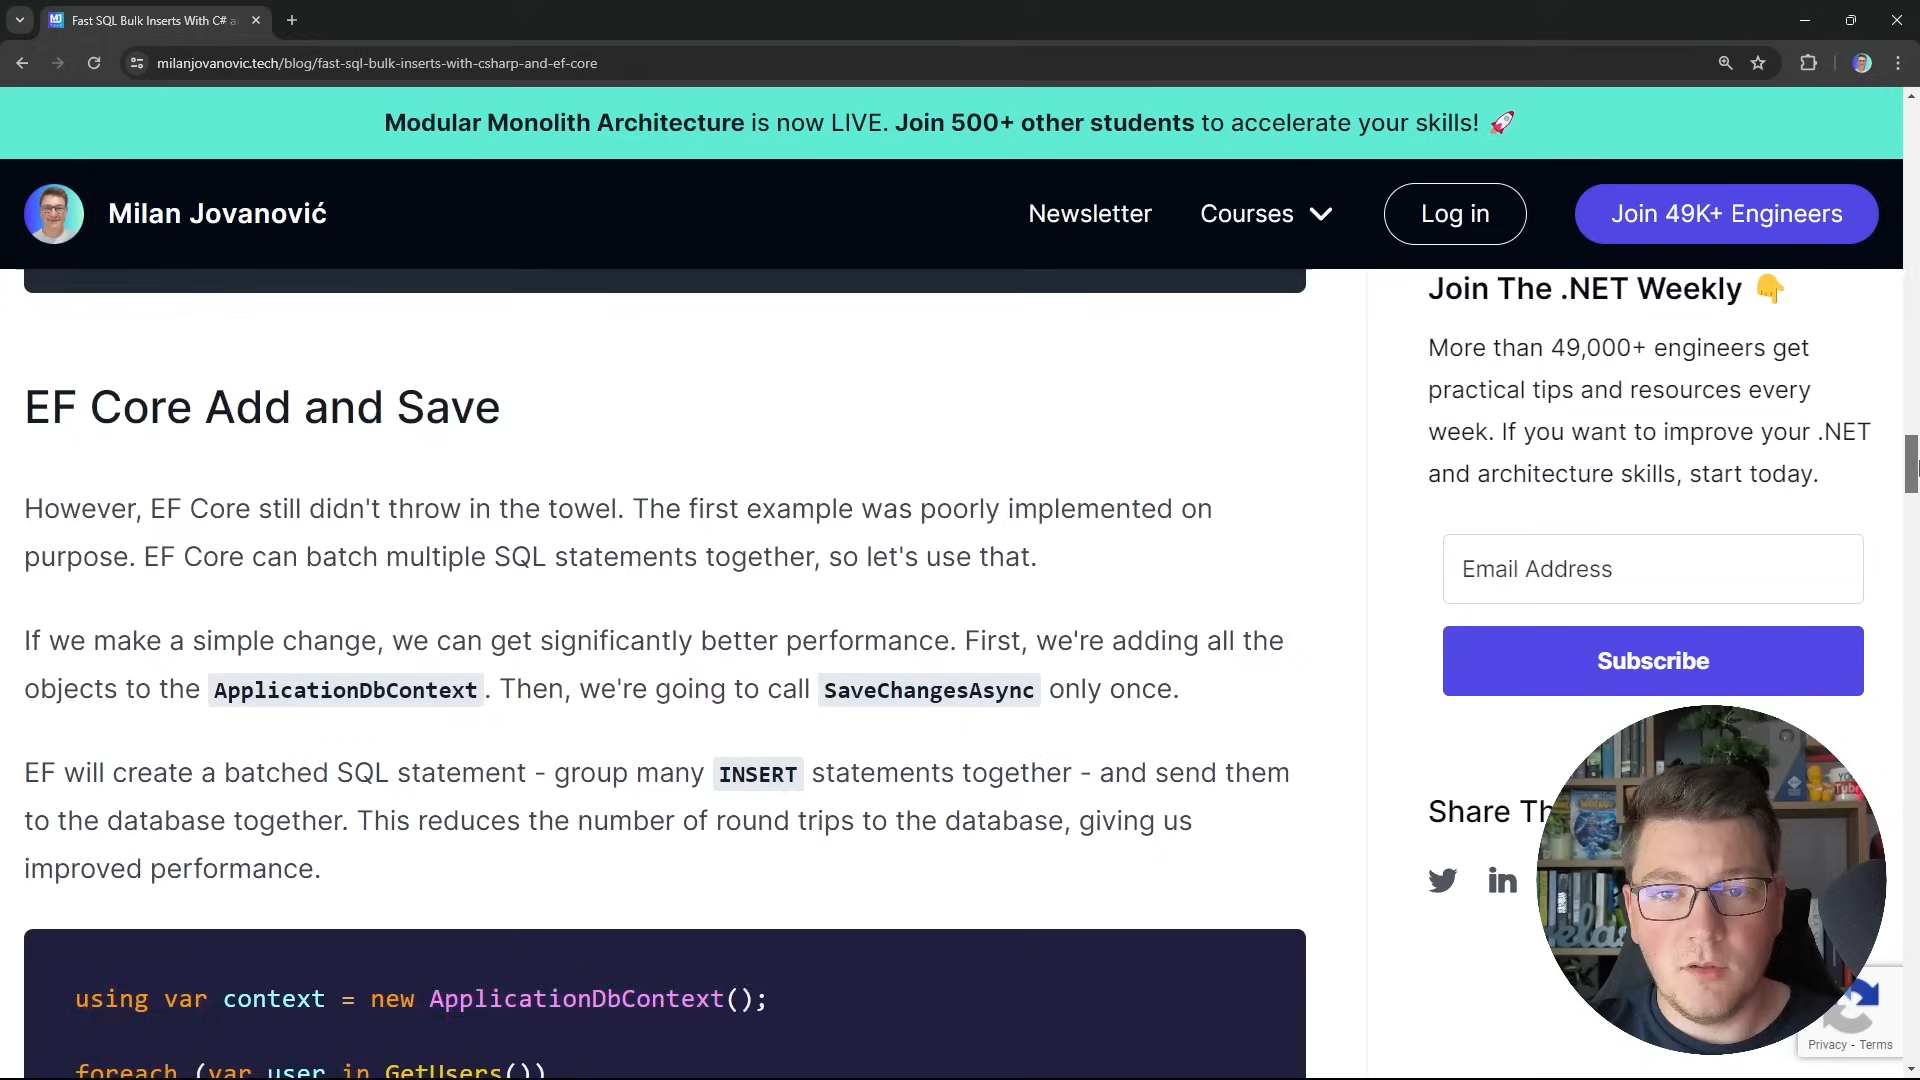 Fast SQL Bulk Inserts With C# a
milanjovanovic.tech/blog/fast-sql-bulk-inserts-with-csharp-and-ef-core
Modular Monolith Architecture is now LIVE. Join 500+ other students to accelerate your skills! 🚀
Milan Jovanović
Newsletter
Courses
Log in
Join 49K+ Engineers
EF Core Add and Save
However, EF Core still didn't throw in the towel. The first example was poorly implemented on
purpose. EF Core can batch multiple SQL statements together, so let's use that.
If we make a simple change, we can get significantly better performance. First, we're adding all the
objects to the ApplicationDbContext. Then, we're going to call SaveChangesAsync only once.
EF will create a batched SQL statement - group many INSERT statements together - and send them
to the database together. This reduces the number of round trips to the database, giving us
improved performance.
using var context = new ApplicationDbContext();
foreach (var user in GetUsers())
Join The .NET Weekly 👇
More than 49,000+ engineers get
practical tips and resources every
week. If you want to improve your .NET
and architecture skills, start today.
Email Address
Subscribe
Share Th
Privacy - Terms